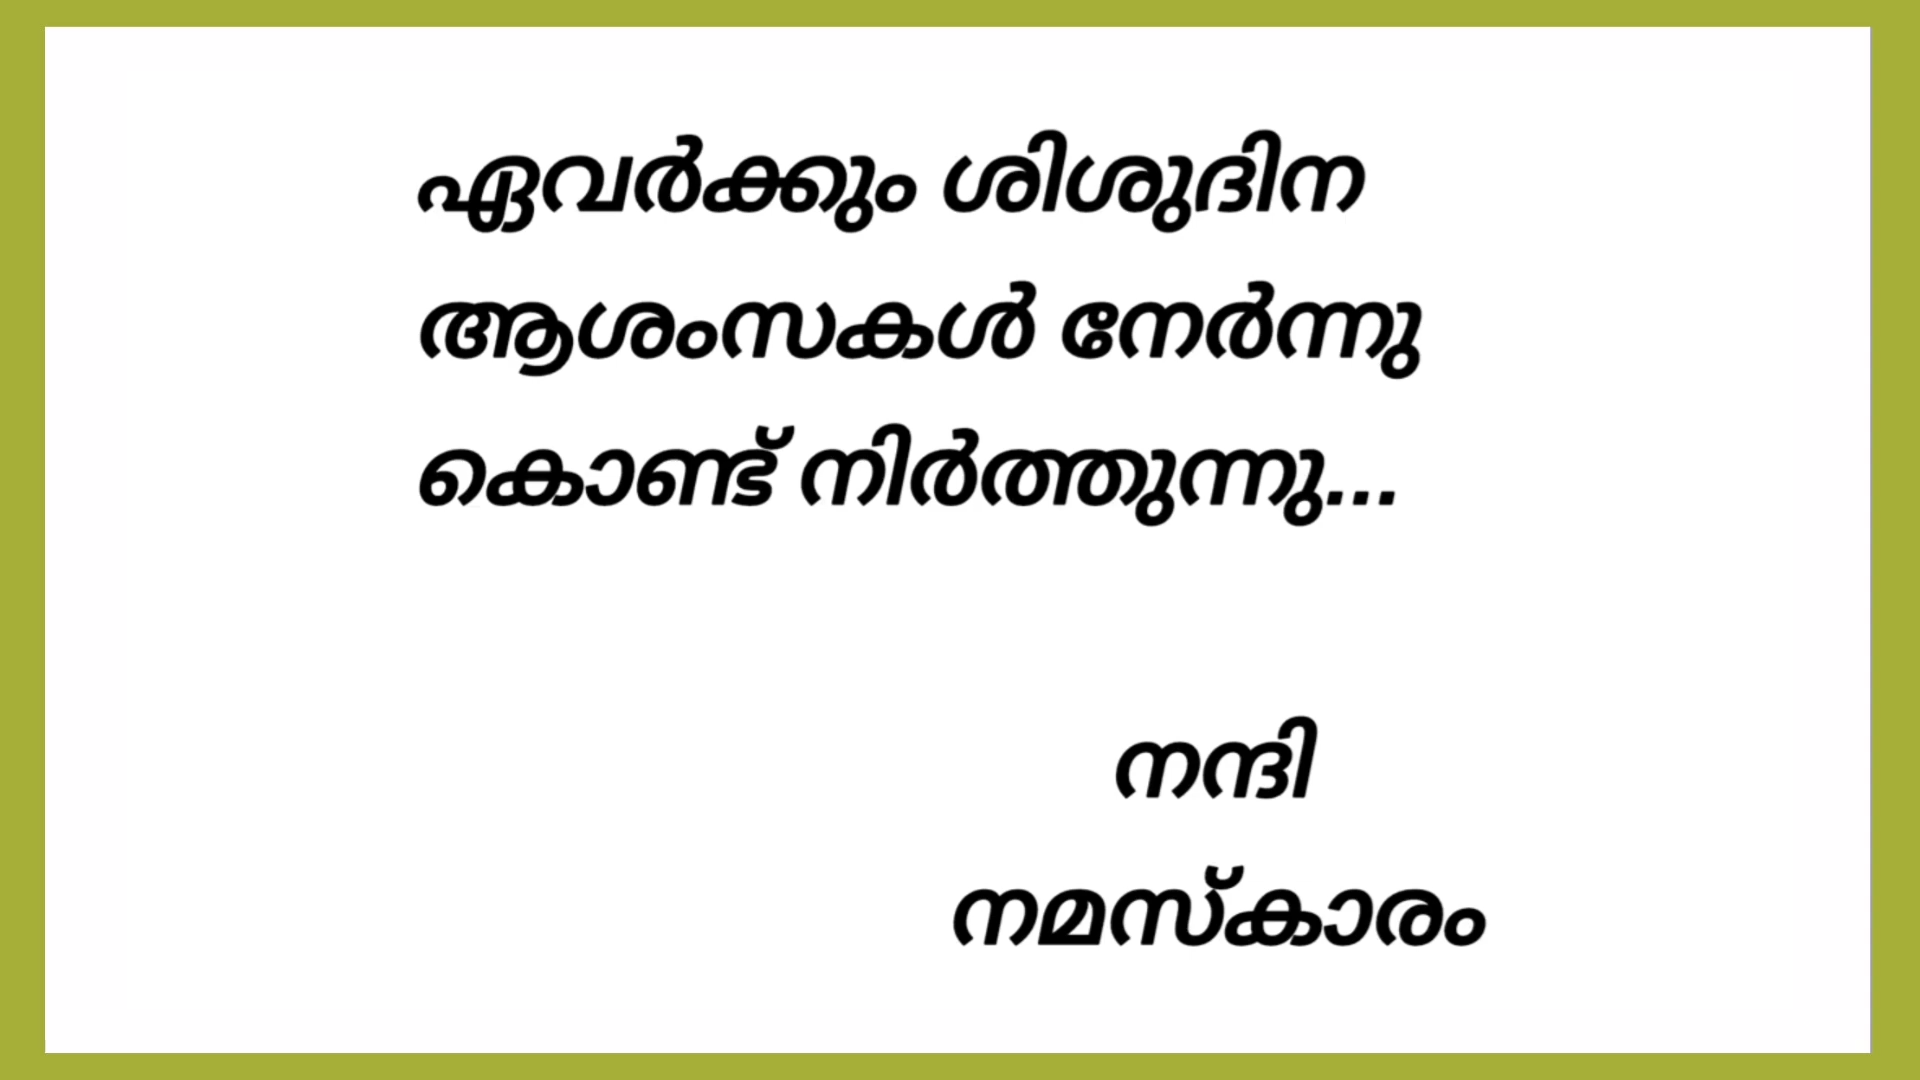 ഏവർക്കും ശിശുദിന
ആശംസകൾ നേർന്നു
കൊണ്ട് നിർത്തുന്നു...
നന്ദി
നമസ്കാരം